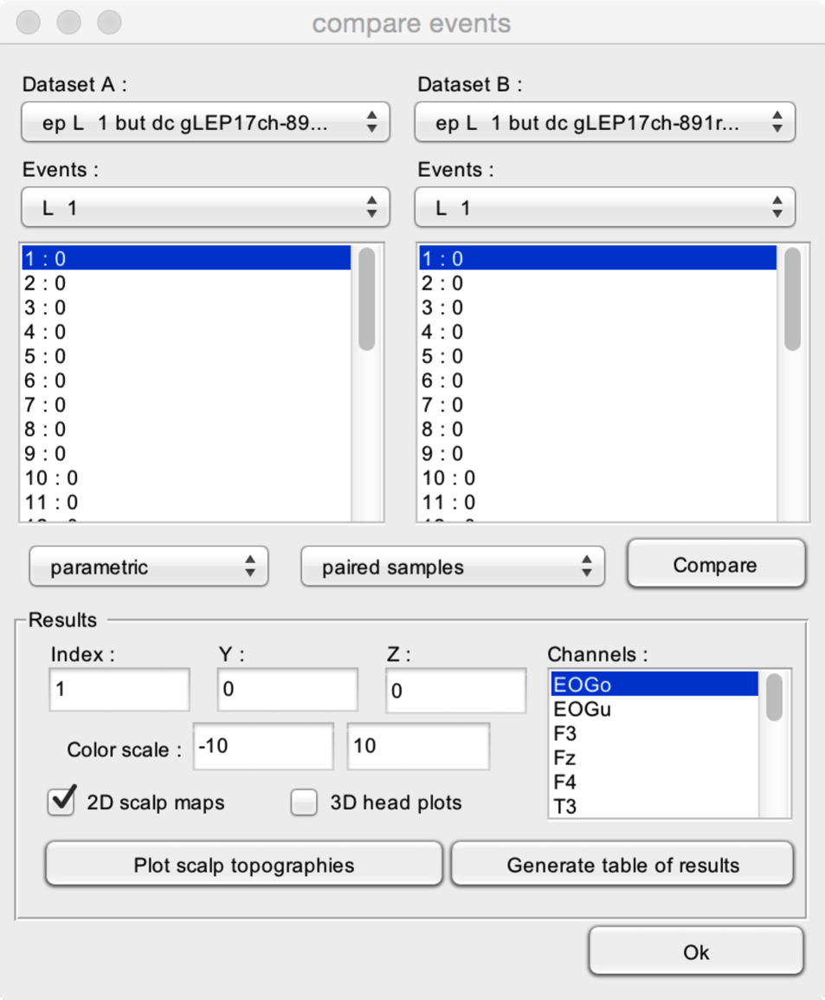 compare events
Dataset A :
Dataset B :
ep L  1 but dc gLEP17ch-89...
ep L  1 but dc gLEP17ch-891r...
Events :
Events :
L  1
L  1
1 : 0
2 : 0
3 : 0
4 : 0
5 : 0
6 : 0
7 : 0
8 : 0
9 : 0
10 : 0
11 : 0
1 : 0
2 : 0
3 : 0
4 : 0
5 : 0
6 : 0
7 : 0
8 : 0
9 : 0
10 : 0
11 : 0
parametric
paired samples
Compare
Results
Index :
Y :
Z :
1
0
0
Color scale :
-10
10
2D scalp maps
3D head plots
Channels :
EOGo
EOGu
F3
Fz
F4
T3
Plot scalp topographies
Generate table of results
Ok